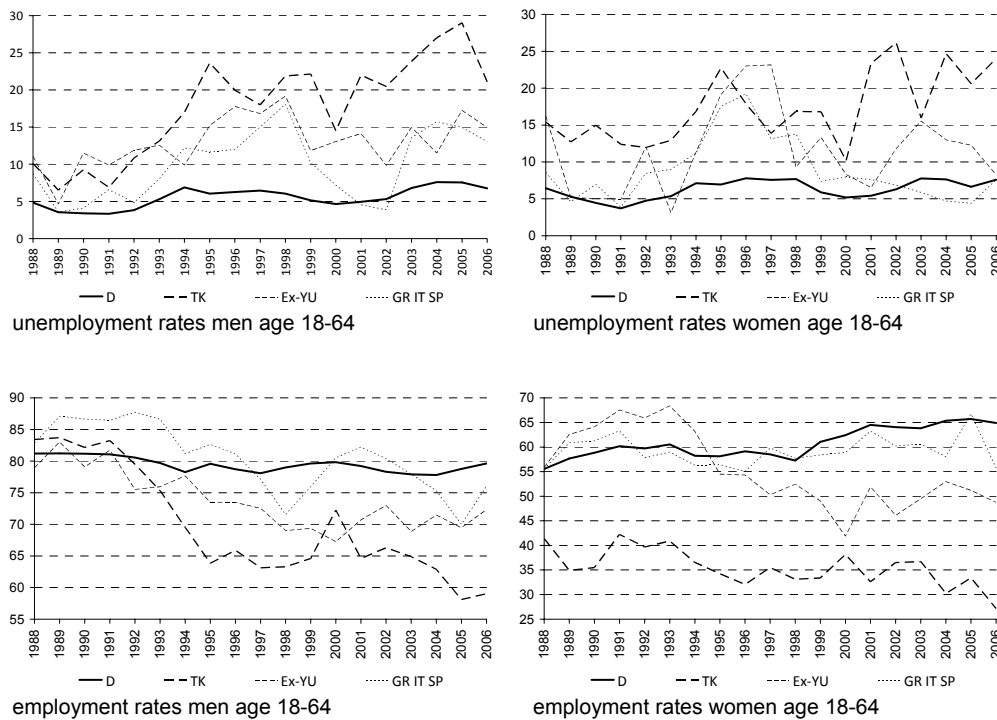 30
25
20
15
10
5
0
1988 1989 1990 1991 1992 1993 1994 1995 1996 1997 1998 1999 2000 2001 2002 2003 2004 2005 2006
D TK Ex-YU GR IT SP
unemployment rates men age 18-64
30
25
20
15
10
5
0
1988 1989 1990 1991 1992 1993 1994 1995 1996 1997 1998 1999 2000 2001 2002 2003 2004 2005 2006
D TK Ex-YU GR IT SP
unemployment rates women age 18-64
90
85
80
75
70
65
60
55
1988 1989 1990 1991 1992 1993 1994 1995 1996 1997 1998 1999 2000 2001 2002 2003 2004 2005 2006
D TK Ex-YU GR IT SP
employment rates men age 18-64
70
65
60
55
50
45
40
35
30
25
1988 1989 1990 1991 1992 1993 1994 1995 1996 1997 1998 1999 2000 2001 2002 2003 2004 2005 2006
D TK Ex-YU GR IT SP
employment rates women age 18-64